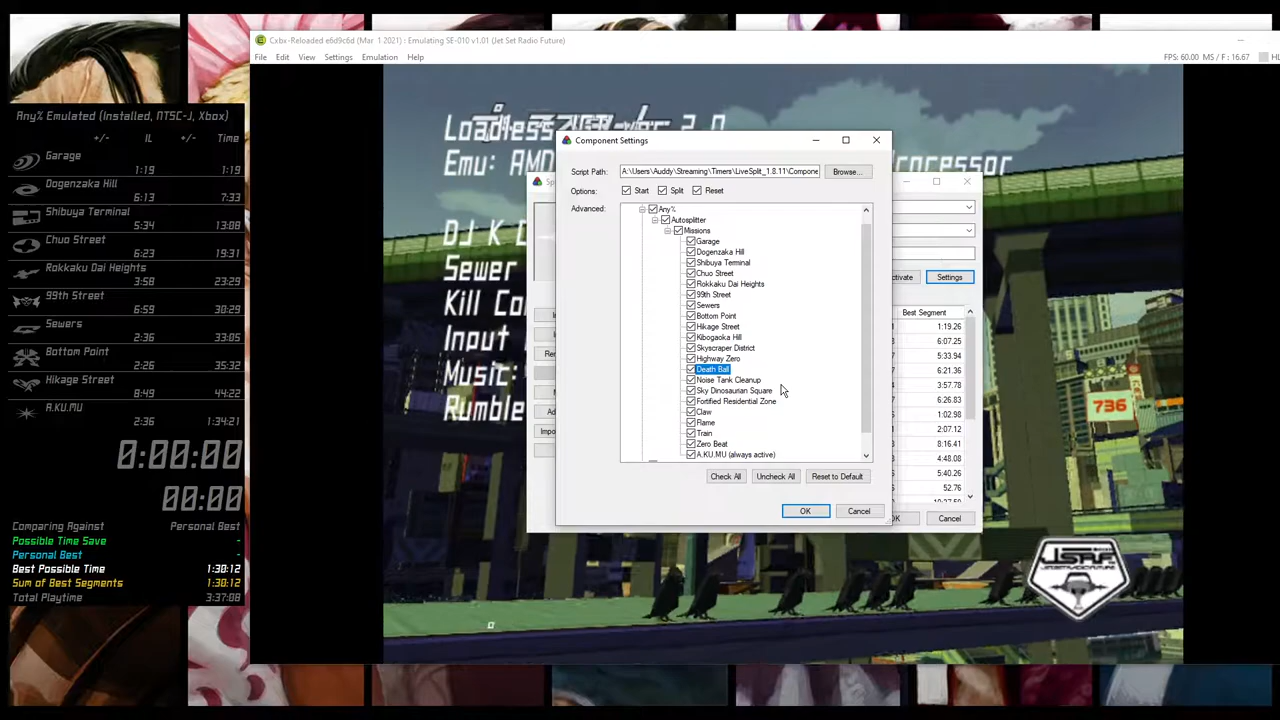 Cxbx-Reloaded e6d9c6d (Mar 1 2021) : Emulating SE-010 v1.01 (Jet Set Radio Future)
File Edit View Settings Emulation Help
FPS: 60.00 MS / F : 16.67
Any% Emulated (Installed, NTSC-J, Xbox)
+/- IL +/- Time
Garage 1:19 1:19
Dogenzaka Hill 6:13 7:33
Shibuya Terminal 5:34 13:08
Chuo Street 6:23 19:31
Rokkaku Dai Heights 3:58 23:29
99th Street 6:59 30:29
Sewers 2:36 33:05
Bottom Point 2:26 35:32
Hikage Street 8:49 44:22
A.KU.MU 2:36 1:34:21
0:00:00
00:00
Comparing Against Personal Best
Possible Time Save -
Personal Best -
Best Possible Time 1:30:12
Sum of Best Segments 1:30:12
Total Playtime 3:37:08
Emu: AMD
DJ K
Sewer
Kill
Input
Music:
Rumble
Component Settings
Script Path: A:\Users\Auddy\Streaming\Timers\LiveSplit_1.8.11\Compone Browse...
Options: Start Split Reset
Advanced:
Any%
Autosplitter
Missions
Garage
Dogenzaka Hill
Shibuya Terminal
Chuo Street
Rokkaku Dai Heights
99th Street
Sewers
Bottom Point
Hikage Street
Kibogaoka Hill
Skyscraper District
Highway Zero
Death Ball
Noise Tank Cleanup
Sky Dinosaurian Square
Fortified Residential Zone
Claw
Flame
Train
Zero Beat
A.KU.MU (always active)
Check All Uncheck All Reset to Default
OK Cancel
Settings
Best Segment
1:19.26
6:07.25
5:33.94
6:21.36
3:57.78
6:26.83
1:02.98
2:07.12
8:16.41
4:48.08
5:40.26
52.76
Cancel
736
JSRF